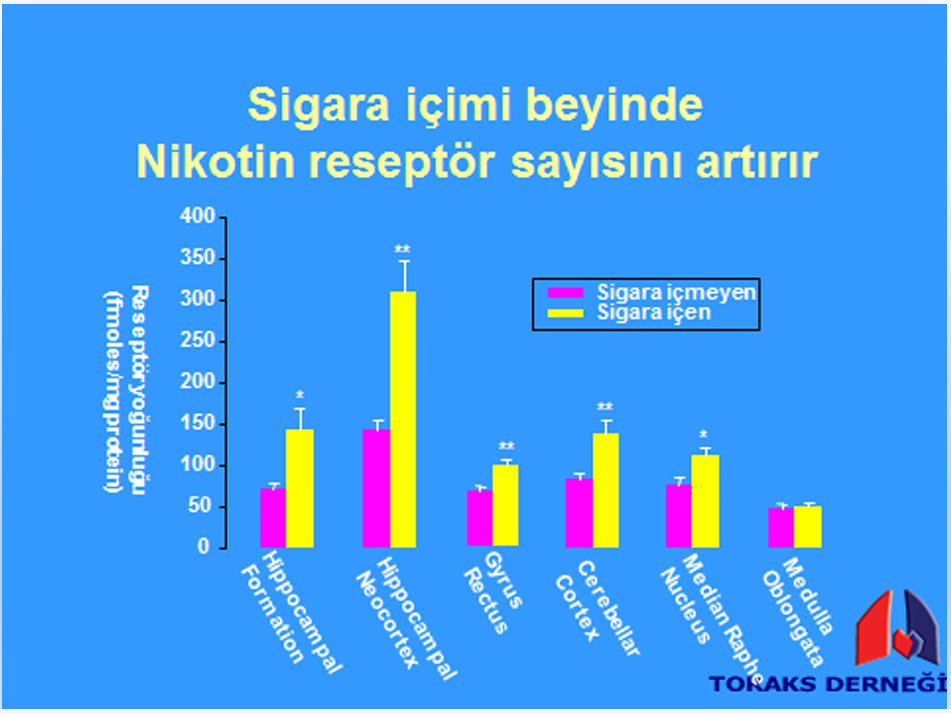 Sigara içimi beyinde
Nikotin reseptör sayısını artırır
400
350
300
250
200
150
100
50
0
Reseptör yoğunluğu
(fmoles/mg protein)
*
**
**
**
*
Sigara içmeyen
Sigara içen
Hippocampal
Formation
Hippocampal
Neocortex
Gyrus
Rectus
Cerebellar
Cortex
Median Raphe
Nucleus
Medulla
Oblongata
TORAKS DERNEĞİ